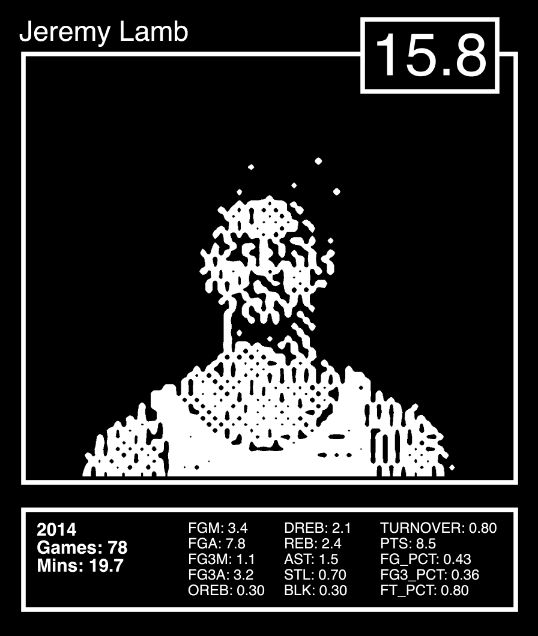 Jeremy Lamb
15.8
2014
Games: 78
Mins: 19.7
FGM: 3.4
FGA: 7.8
FG3M: 1.1
FG3A: 3.2
OREB: 0.30
DREB: 2.1
REB: 2.4
AST: 1.5
STL: 0.70
BLK: 0.30
TURNOVER: 0.80
PTS: 8.5
FG_PCT: 0.43
FG3_PCT: 0.36
FT_PCT: 0.80